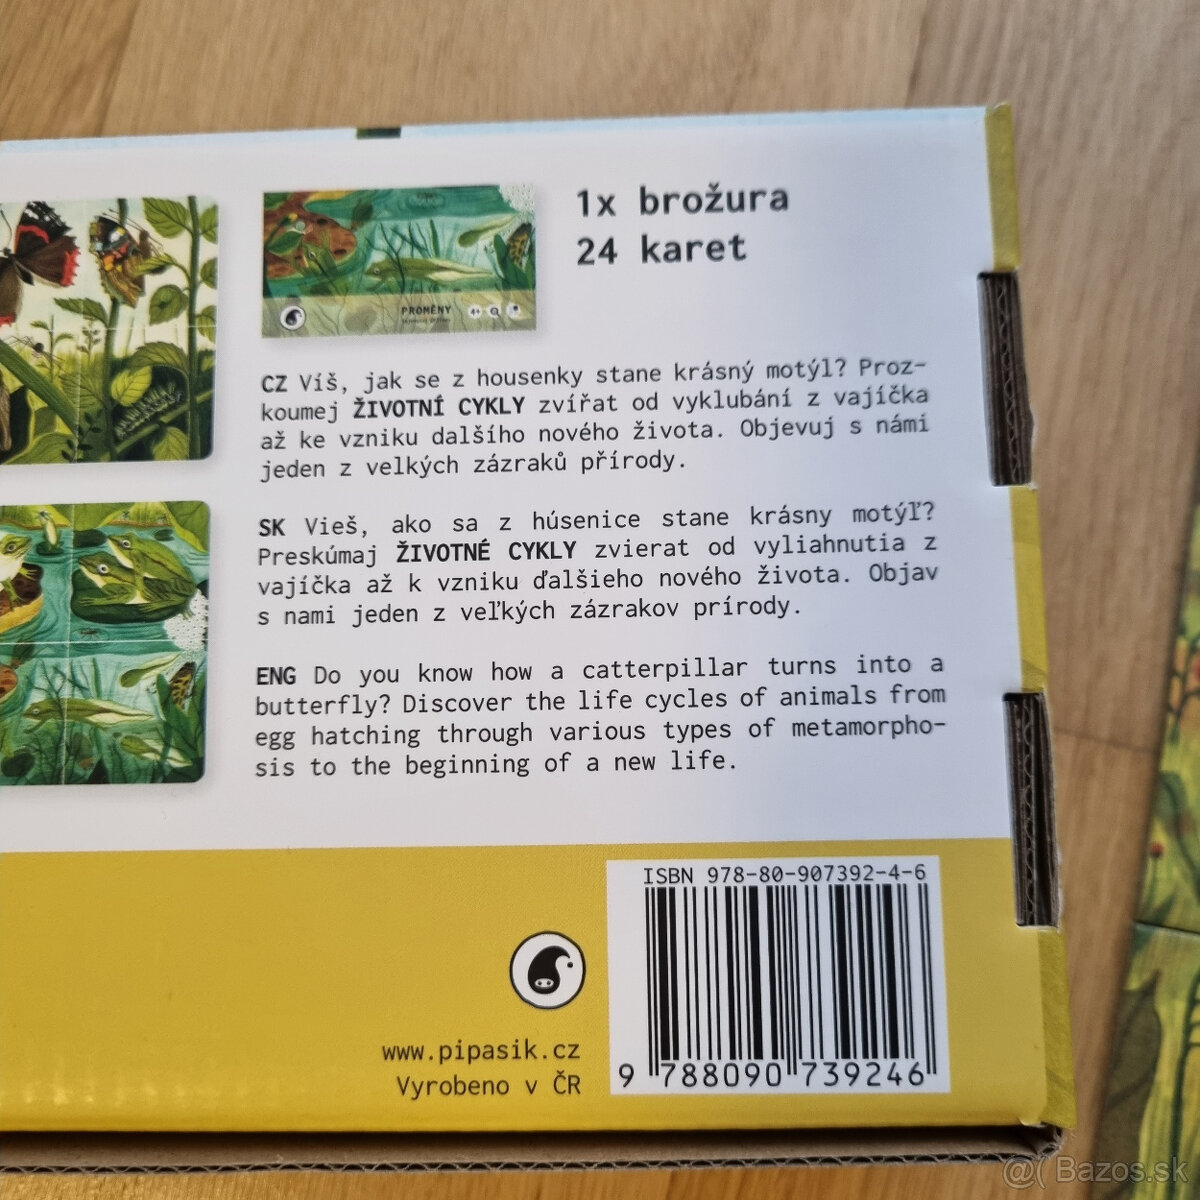 1x brožura
24 karet
PROMĚNY
4+
CZ Víš, jak se z housenky stane krásný motýl? Proz-
koumej ŽIVOTNÍ CYKLY zvířat od vyklubání z vajíčka
až ke vzniku dalšího nového života. Objevuj s námi
jeden z velkých zázraků přírody.
SK Vieš, ako sa z húsenice stane krásny motýľ?
Preskúmaj ŽIVOTNÉ CYKLY zvierat od vyliahnutia z
vajíčka až k vzniku ďalšieho nového života. Objav
s nami jeden z veľkých zázrakov prírody.
ENG Do you know how a catterpillar turns into a
butterfly? Discover the life cycles of animals from
egg hatching through various types of metamorpho-
sis to the beginning of a new life.
ISBN 978-80-907392-4-6
9 788090 739246
www.pipasik.cz
Vyrobeno v ČR
@( Bazos.sk